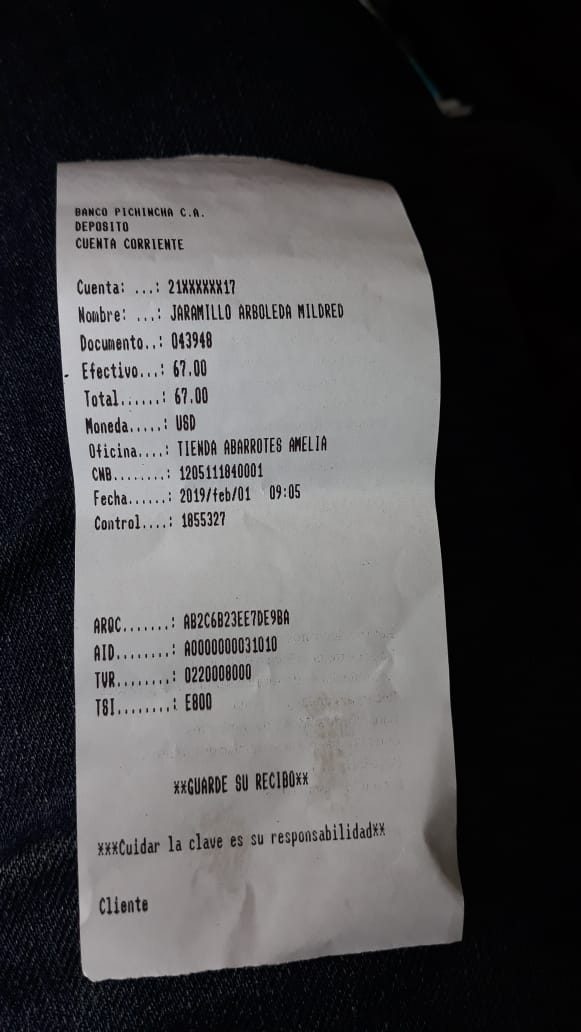 BANCO PICHINCHA C.A.
DEPOSITO
CUENTA CORRIENTE
Cuenta: ...: 21XXXXXX17
Nombre: ...: JARAMILLO ARBOLEDA MILDRED
Documento..: 043948
Efectivo...: 67.00
Total......: 67.00
Moneda.....: USD
Oficina....: TIENDA ABARROTES AMELIA
CNB........: 1205111840001
Fecha......: 2019/feb/01 09:05
Control....: 1855327
ARQC.......: AB2C6B23EE7DE9BA
AID........: A0000000031010
TVR........: 0220008000
TSI........: E800
**GUARDE SU RECIBO**
***Cuidar la clave es su responsabilidad**
Cliente